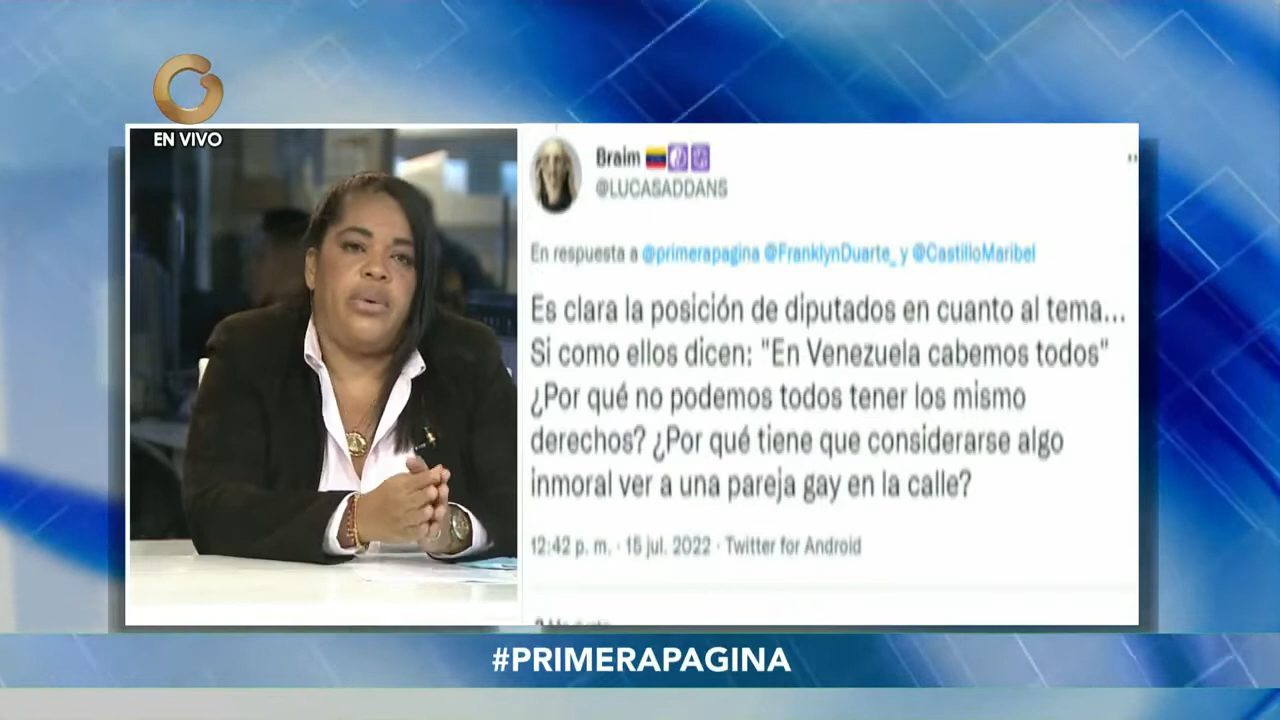 EN VIVO
Braim
@LUCASADDANS
En respuesta a @primerapagina @FranklynDuarte_ y @CastilloMaribel
Es clara la posición de diputados en cuanto al tema...
Si como ellos dicen: "En Venezuela cabemos todos"
¿Por qué no podemos todos tener los mismo
derechos? ¿Por qué tiene que considerarse algo
inmoral ver a una pareja gay en la calle?
12:42 p. m. · 15 jul. 2022 · Twitter for Android
#PRIMERAPAGINA